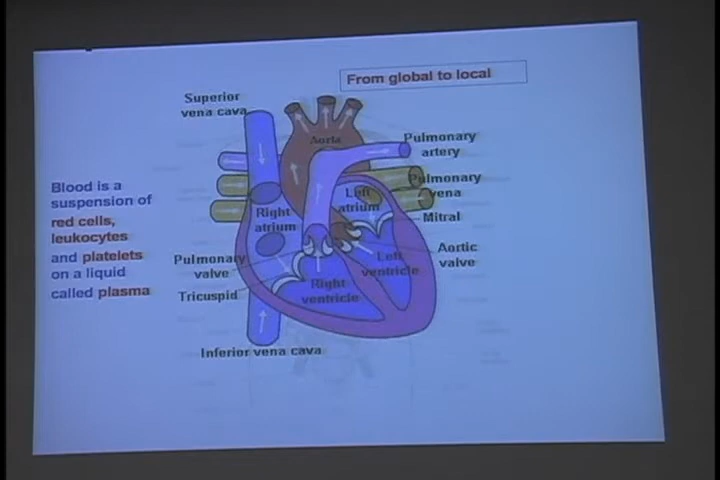 From global to local
Superior
vena cava
Aorta
Pulmonary
artery
Pulmonary
vena
Left
atrium
Mitral
Blood is a
suspension of
red cells,
leukocytes
and platelets
on a liquid
called plasma
Right
atrium
Pulmonary
valve
Aortic
valve
Left
ventricle
Tricuspid
Right
ventricle
Inferior vena cava